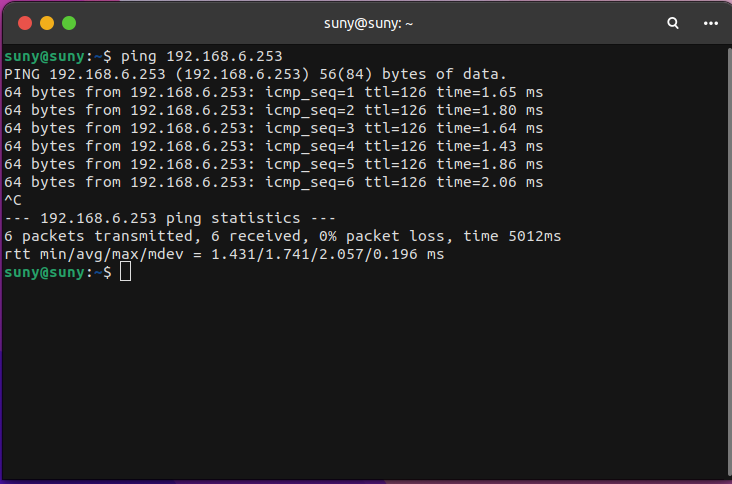 suny@suny: ~
suny@suny:~$ ping 192.168.6.253
PING 192.168.6.253 (192.168.6.253) 56(84) bytes of data.
64 bytes from 192.168.6.253: icmp_seq=1 ttl=126 time=1.65 ms
64 bytes from 192.168.6.253: icmp_seq=2 ttl=126 time=1.80 ms
64 bytes from 192.168.6.253: icmp_seq=3 ttl=126 time=1.64 ms
64 bytes from 192.168.6.253: icmp_seq=4 ttl=126 time=1.43 ms
64 bytes from 192.168.6.253: icmp_seq=5 ttl=126 time=1.86 ms
64 bytes from 192.168.6.253: icmp_seq=6 ttl=126 time=2.06 ms
^C
--- 192.168.6.253 ping statistics ---
6 packets transmitted, 6 received, 0% packet loss, time 5012ms
rtt min/avg/max/mdev = 1.431/1.741/2.057/0.196 ms
suny@suny:~$